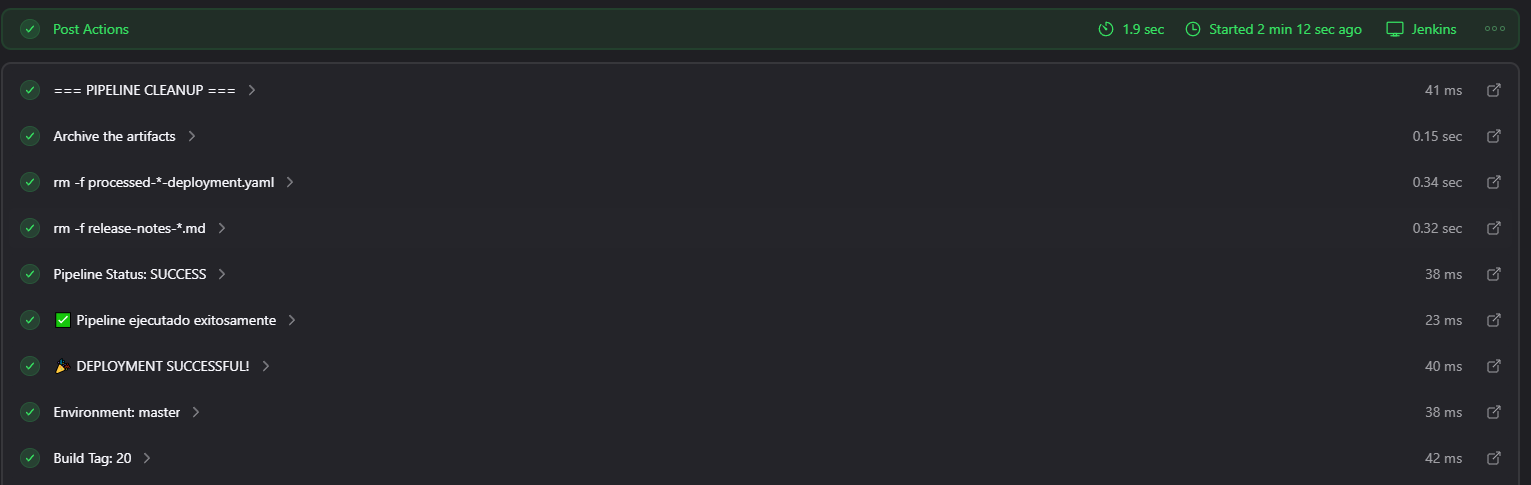 Post Actions 1.9 sec Started 2 min 12 sec ago Jenkins
=== PIPELINE CLEANUP === 41 ms
Archive the artifacts 0.15 sec
rm -f processed-*-deployment.yaml 0.34 sec
rm -f release-notes-*.md 0.32 sec
Pipeline Status: SUCCESS 38 ms
✅ Pipeline ejecutado exitosamente 23 ms
🎉 DEPLOYMENT SUCCESSFUL! 40 ms
Environment: master 38 ms
Build Tag: 20 42 ms